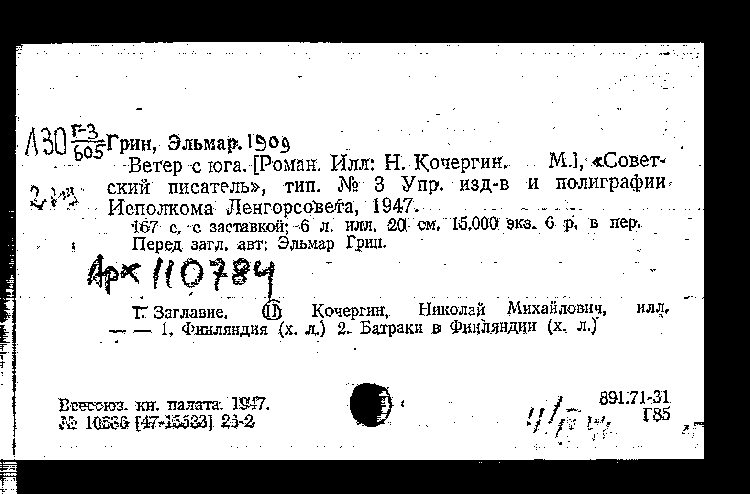 Л30 Г-3/605 Грин, Эльмар. 1909
Ветер с юга. [Роман. Илл: Н. Кочергин. М.], «Совет-
2 экз ский писатель», тип. № 3 Упр. изд-в и полиграфии
Исполкома Ленгорсовета, 1947.
167 с. с заставкой; 6 л. илл. 20 см. 15.000 экз. 6 р. в пер.
Перед загл. авт: Эльмар Грин.
Арх 110784
I. Заглавие. II Кочергин, Николай Михайлович, илл.
— — 1. Финляндия (х. л.) 2. Батраки в Финляндии (х. л.)
Всесоюз. кн. палата. 1947.
891.71-31
№ [47-15533] 23-2
Г85